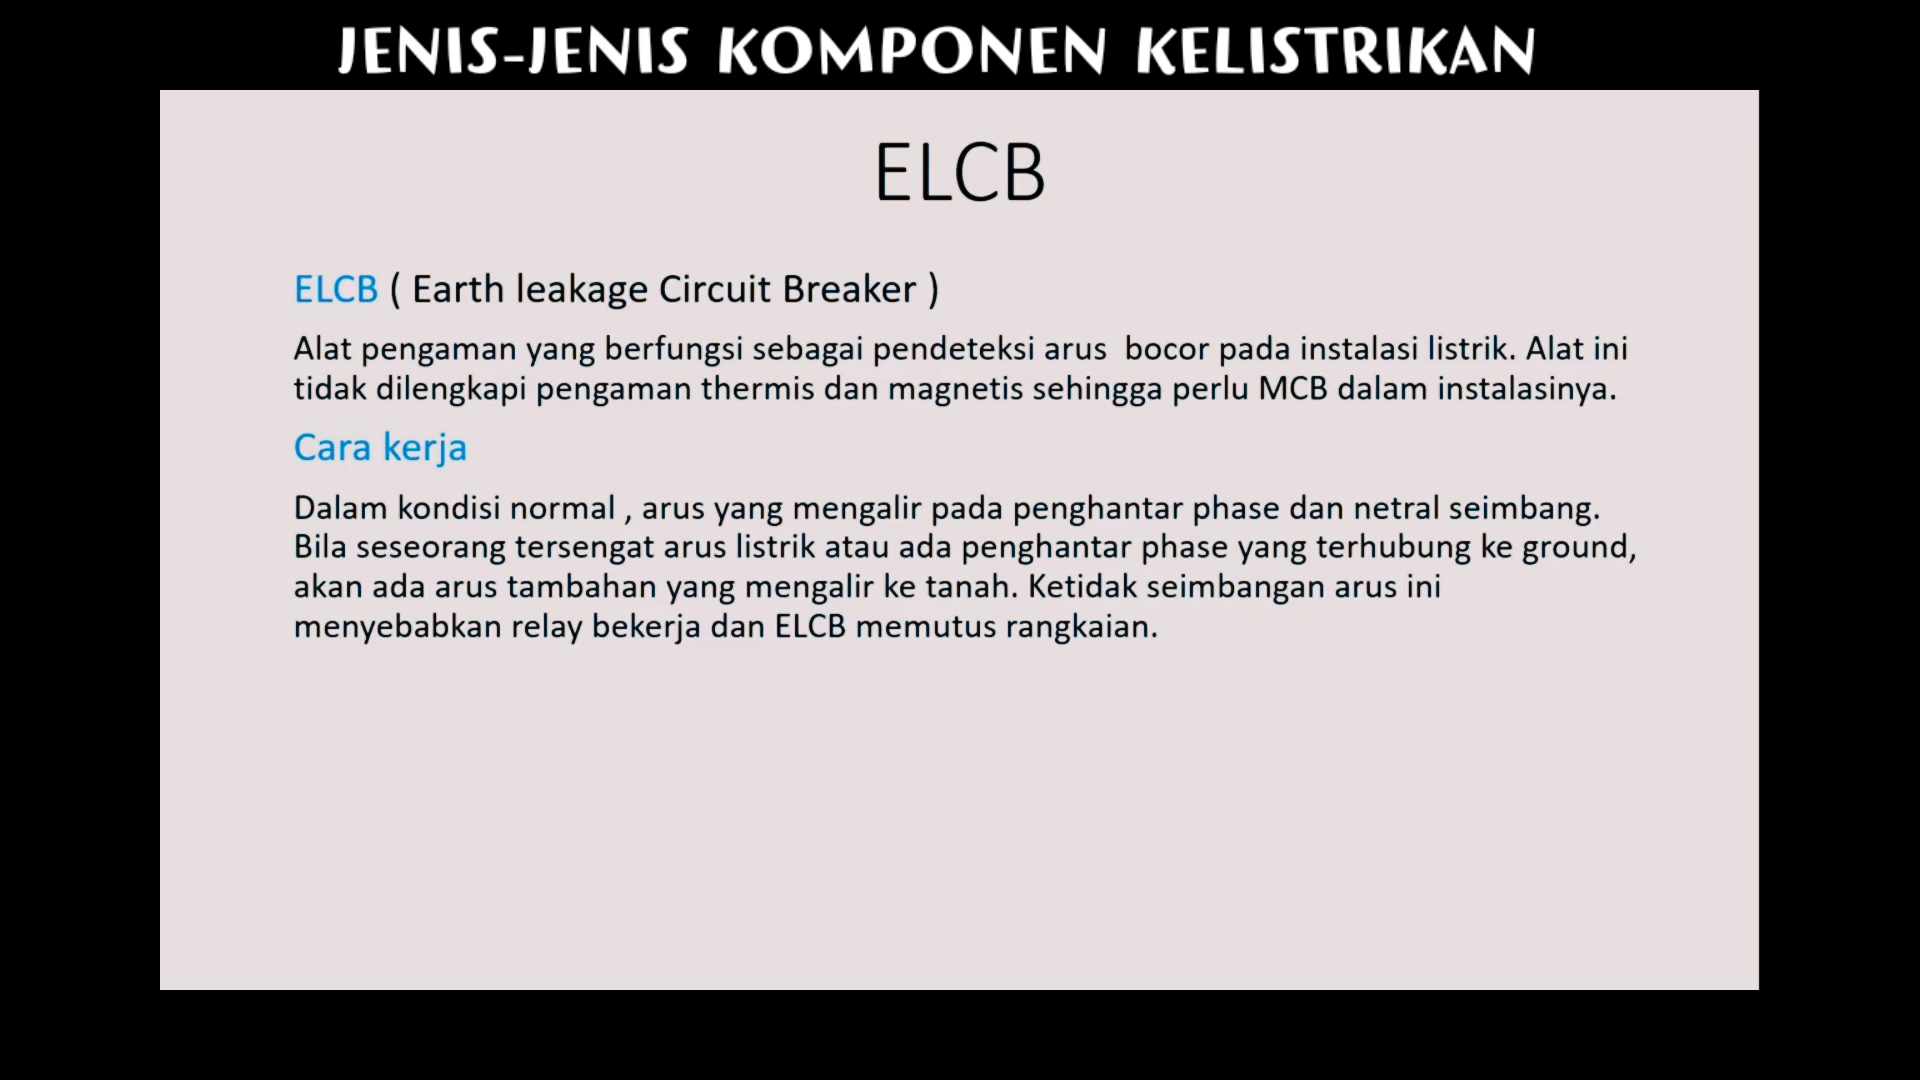 JENIS-JENIS KOMPONEN KELISTRIKAN
ELCB
ELCB ( Earth leakage Circuit Breaker )
Alat pengaman yang berfungsi sebagai pendeteksi arus  bocor pada instalasi listrik. Alat ini
tidak dilengkapi pengaman thermis dan magnetis sehingga perlu MCB dalam instalasinya.
Cara kerja
Dalam kondisi normal , arus yang mengalir pada penghantar phase dan netral seimbang.
Bila seseorang tersengat arus listrik atau ada penghantar phase yang terhubung ke ground,
akan ada arus tambahan yang mengalir ke tanah. Ketidak seimbangan arus ini
menyebabkan relay bekerja dan ELCB memutus rangkaian.